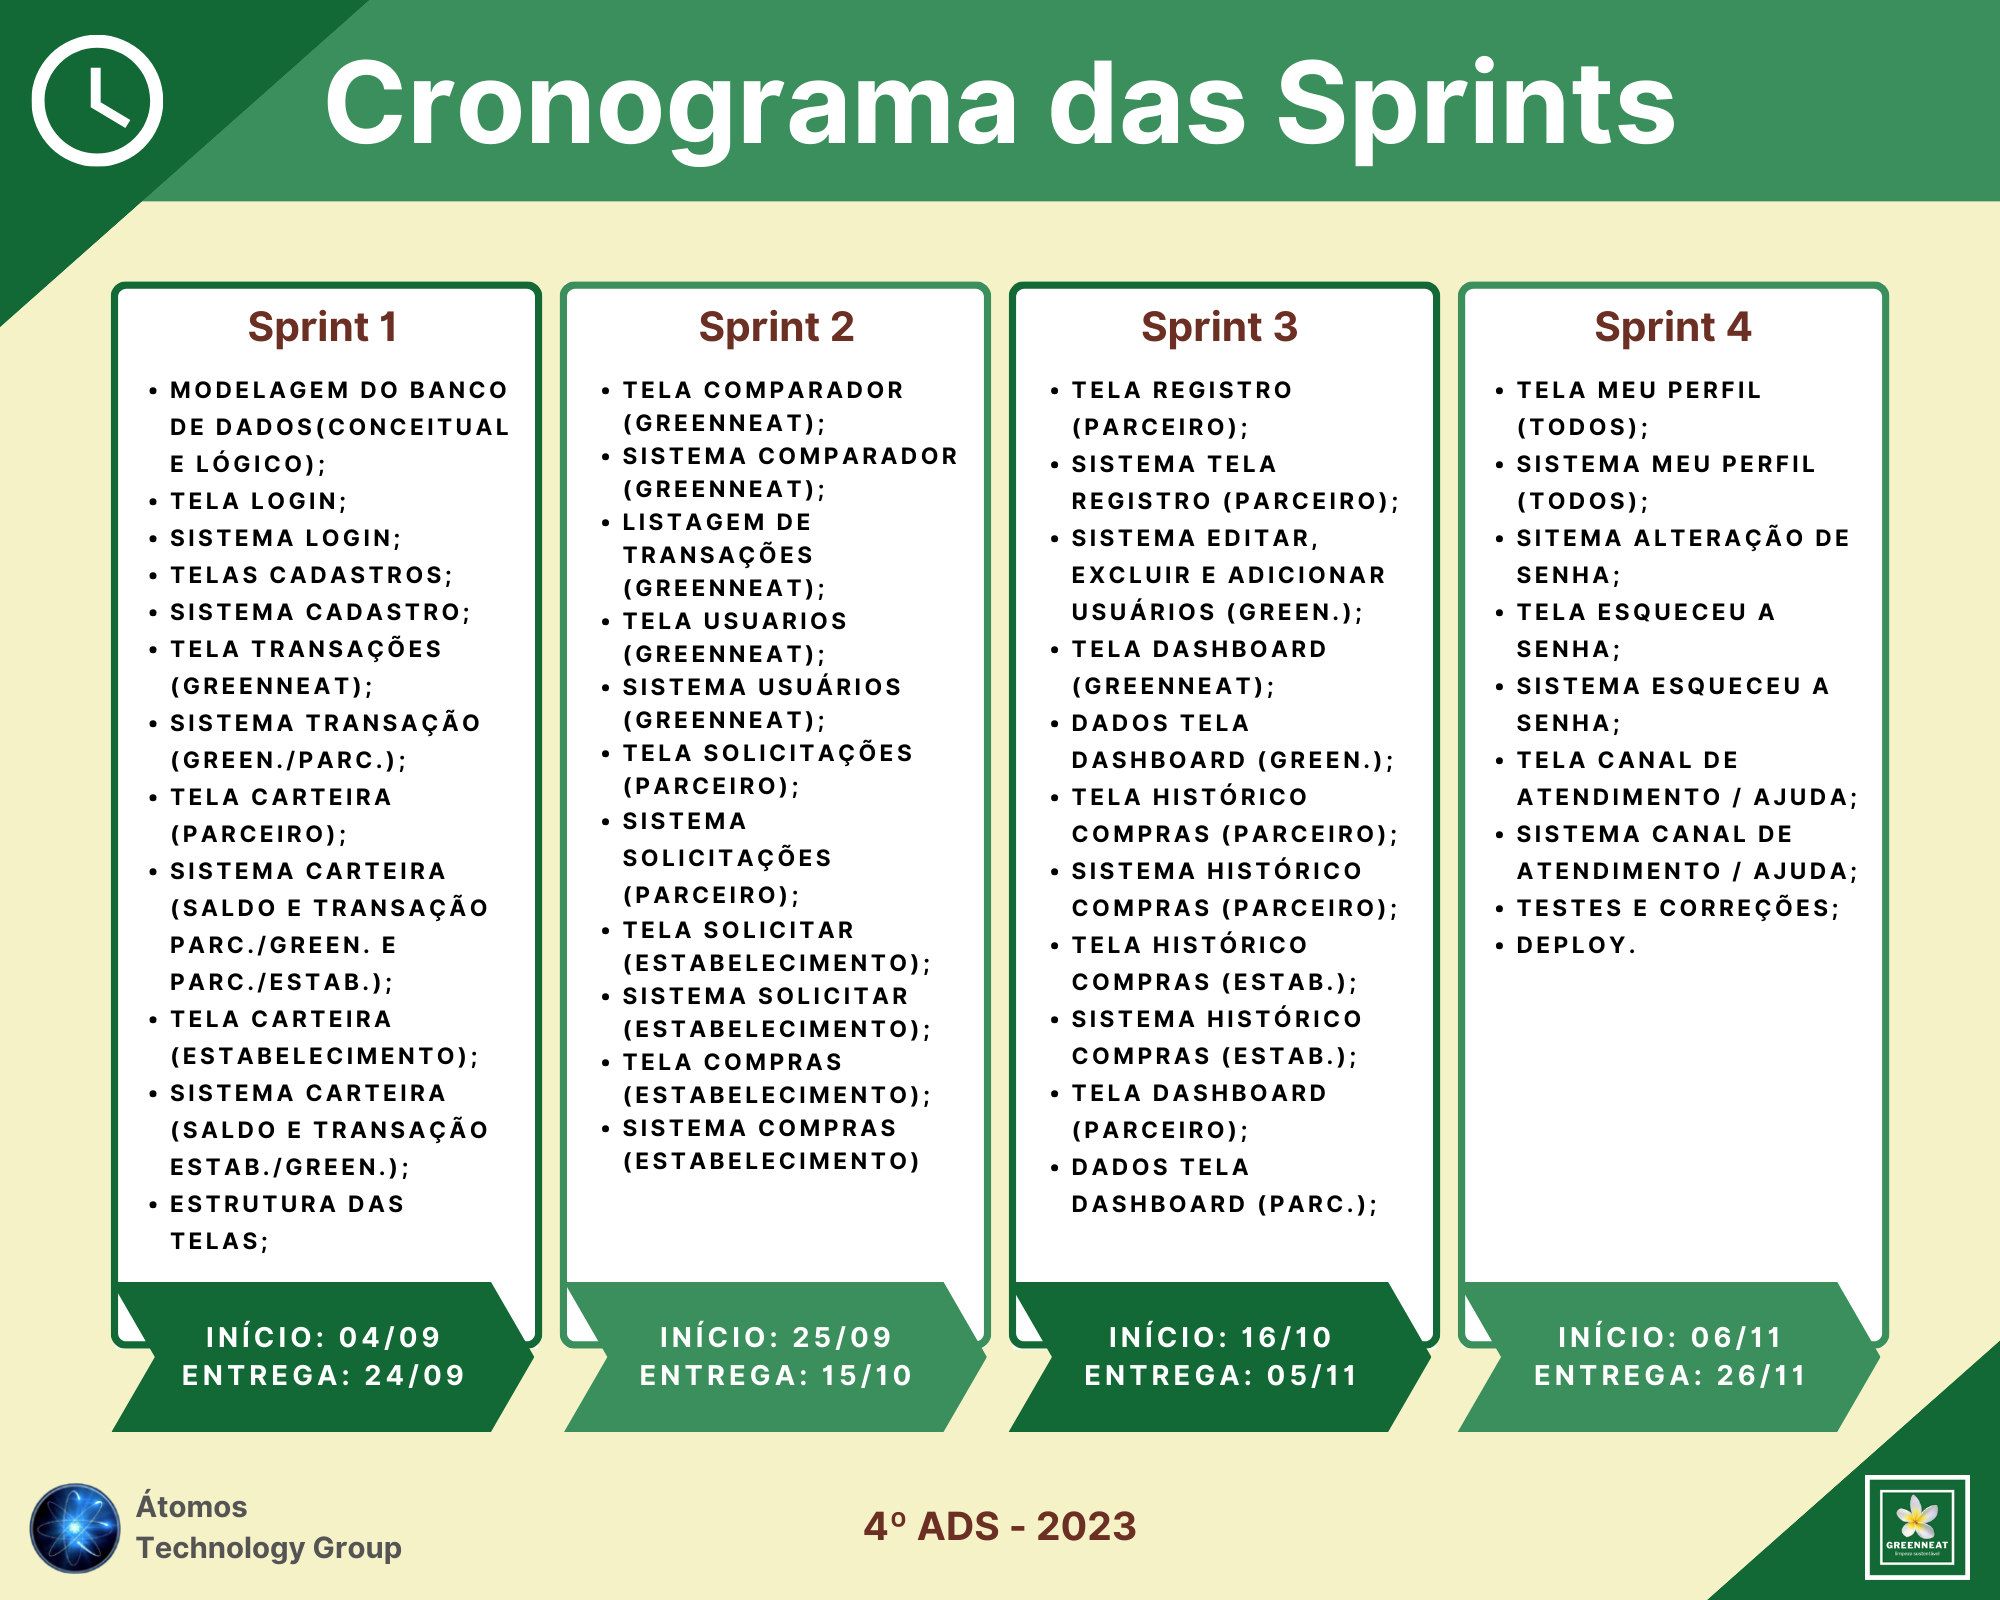 Cronograma das Sprints
Sprint 1
• MODELAGEM DO BANCO
DE DADOS(CONCEITUAL
E LÓGICO);
• TELA LOGIN;
• SISTEMA LOGIN;
• TELAS CADASTROS;
• SISTEMA CADASTRO;
• TELA TRANSAÇÕES
(GREENNEAT);
• SISTEMA TRANSAÇÃO
(GREEN./PARC.);
• TELA CARTEIRA
(PARCEIRO);
• SISTEMA CARTEIRA
(SALDO E TRANSAÇÃO
PARC./GREEN. E
PARC./ESTAB.);
• TELA CARTEIRA
(ESTABELECIMENTO);
• SISTEMA CARTEIRA
(SALDO E TRANSAÇÃO
ESTAB./GREEN.);
• ESTRUTURA DAS
TELAS;
INÍCIO: 04/09
ENTREGA: 24/09
Sprint 2
• TELA COMPARADOR
(GREENNEAT);
• SISTEMA COMPARADOR
(GREENNEAT);
• LISTAGEM DE
TRANSAÇÕES
(GREENNEAT);
• TELA USUARIOS
(GREENNEAT);
• SISTEMA USUÁRIOS
(GREENNEAT);
• TELA SOLICITAÇÕES
(PARCEIRO);
• SISTEMA
SOLICITAÇÕES
(PARCEIRO);
• TELA SOLICITAR
(ESTABELECIMENTO);
• SISTEMA SOLICITAR
(ESTABELECIMENTO);
• TELA COMPRAS
(ESTABELECIMENTO);
• SISTEMA COMPRAS
(ESTABELECIMENTO)
INÍCIO: 25/09
ENTREGA: 15/10
Sprint 3
• TELA REGISTRO
(PARCEIRO);
• SISTEMA TELA
REGISTRO (PARCEIRO);
• SISTEMA EDITAR,
EXCLUIR E ADICIONAR
USUÁRIOS (GREEN.);
• TELA DASHBOARD
(GREENNEAT);
• DADOS TELA
DASHBOARD (GREEN.);
• TELA HISTÓRICO
COMPRAS (PARCEIRO);
• SISTEMA HISTÓRICO
COMPRAS (PARCEIRO);
• TELA HISTÓRICO
COMPRAS (ESTAB.);
• SISTEMA HISTÓRICO
COMPRAS (ESTAB.);
• TELA DASHBOARD
(PARCEIRO);
• DADOS TELA
DASHBOARD (PARC.);
INÍCIO: 16/10
ENTREGA: 05/11
Sprint 4
• TELA MEU PERFIL
(TODOS);
• SISTEMA MEU PERFIL
(TODOS);
• SITEMA ALTERAÇÃO DE
SENHA;
• TELA ESQUECEU A
SENHA;
• SISTEMA ESQUECEU A
SENHA;
• TELA CANAL DE
ATENDIMENTO / AJUDA;
• SISTEMA CANAL DE
ATENDIMENTO / AJUDA;
• TESTES E CORREÇÕES;
• DEPLOY.
INÍCIO: 06/11
ENTREGA: 26/11
Átomos
Technology Group
4º ADS - 2023
GREENNEAT
limpeza sustentável